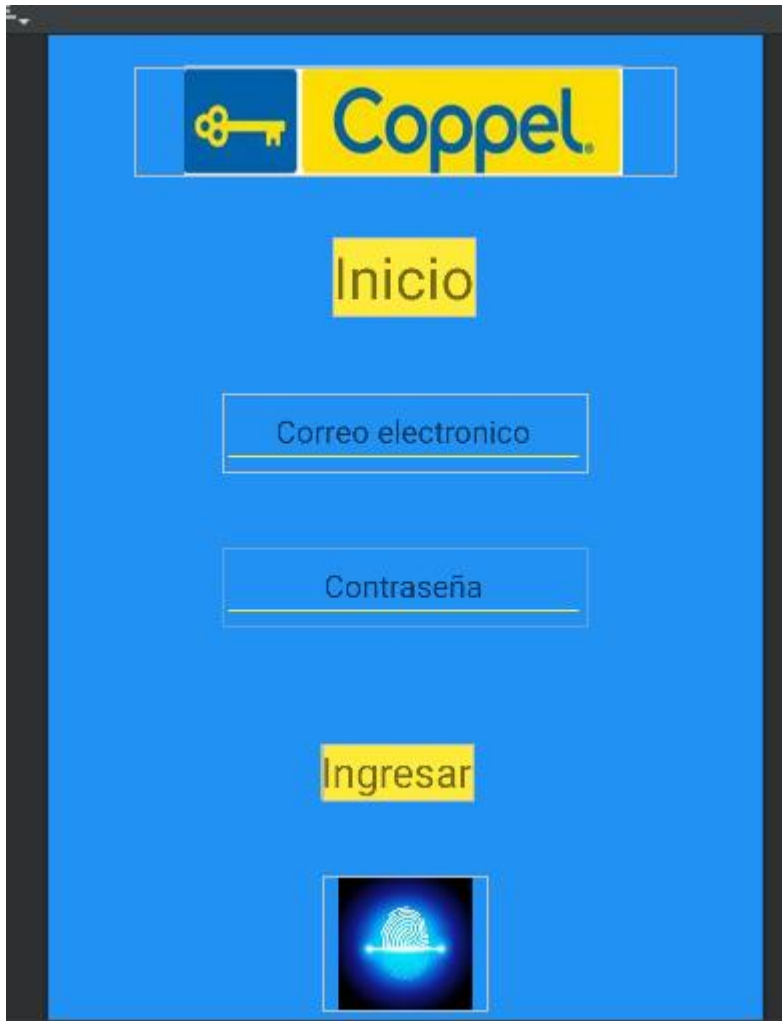 Coppel
Inicio
Correo electronico
Contraseña
Ingresar